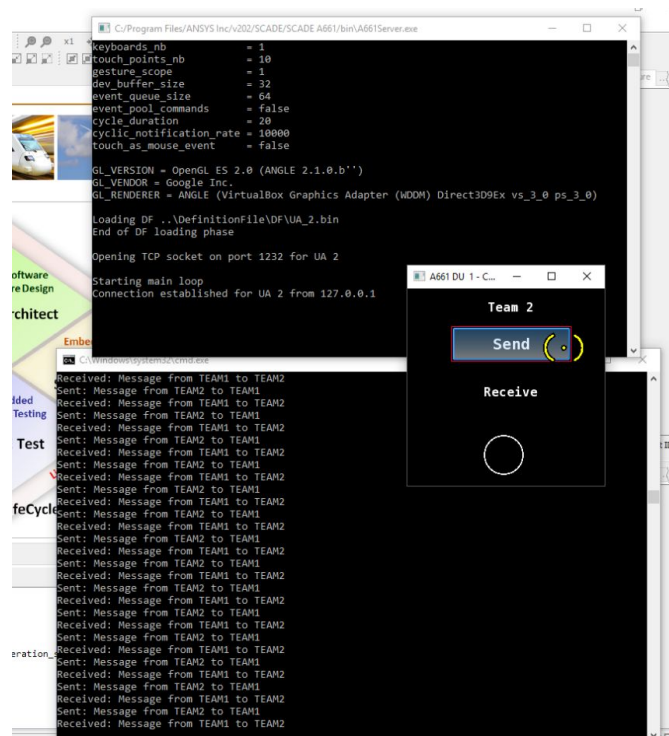 C:/Program Files/ANSYS Inc/v202/SCADE/SCADE A661/bin\A661Server.exe
x1
keyboards_nb = 1
touch_points_nb = 10
gesture_scope = 1
dev_buffer_size = 32
event_queue_size = 64
event_pool_commands = false
cycle_duration = 20
cyclic_notification_rate = 10000
touch_as_mouse_event = false
GL_VERSION = OpenGL ES 2.0 (ANGLE 2.1.0.b'')
GL_VENDOR = Google Inc.
GL_RENDERER = ANGLE (VirtualBox Graphics Adapter (WDDM) Direct3D9Ex vs_3_0 ps_3_0)
Loading DF ..\DefinitionFile\DF\UA_2.bin
End of DF loading phase
Opening TCP socket on port 1232 for UA 2
Starting main loop
Connection established for UA 2 from 127.0.0.1
A661 DU 1 - C...
Team 2
Send
Receive
oftware
re Design
rchitect
Embe
dded
Testing
Test
feCycle
eration_s
C:\Windows\system32\cmd.exe
Received: Message from TEAM1 to TEAM2
Sent: Message from TEAM2 to TEAM1
Received: Message from TEAM1 to TEAM2
Sent: Message from TEAM2 to TEAM1
Received: Message from TEAM1 to TEAM2
Sent: Message from TEAM2 to TEAM1
Received: Message from TEAM1 to TEAM2
Sent: Message from TEAM2 to TEAM1
Received: Message from TEAM1 to TEAM2
Sent: Message from TEAM2 to TEAM1
Received: Message from TEAM1 to TEAM2
Sent: Message from TEAM2 to TEAM1
Received: Message from TEAM1 to TEAM2
Sent: Message from TEAM2 to TEAM1
Received: Message from TEAM1 to TEAM2
Sent: Message from TEAM2 to TEAM1
Received: Message from TEAM1 to TEAM2
Sent: Message from TEAM2 to TEAM1
Received: Message from TEAM1 to TEAM2
Sent: Message from TEAM2 to TEAM1
Received: Message from TEAM1 to TEAM2
Sent: Message from TEAM2 to TEAM1
Received: Message from TEAM1 to TEAM2
Sent: Message from TEAM2 to TEAM1
Received: Message from TEAM1 to TEAM2
Sent: Message from TEAM2 to TEAM1
Received: Message from TEAM1 to TEAM2
Sent: Message from TEAM2 to TEAM1
Received: Message from TEAM1 to TEAM2